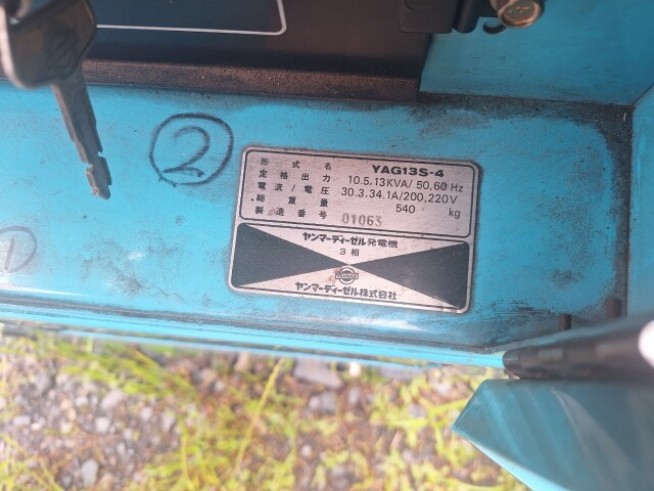 ②
①
形式名 YAG13S-4
定格出力 10.5,13KVA/50,60 Hz
電流/電圧 30.3,34.1A/200,220V
総重量 540 kg
製造番号 01063
ヤンマーディーゼル発電機
3相
ヤンマーディーゼル株式会社